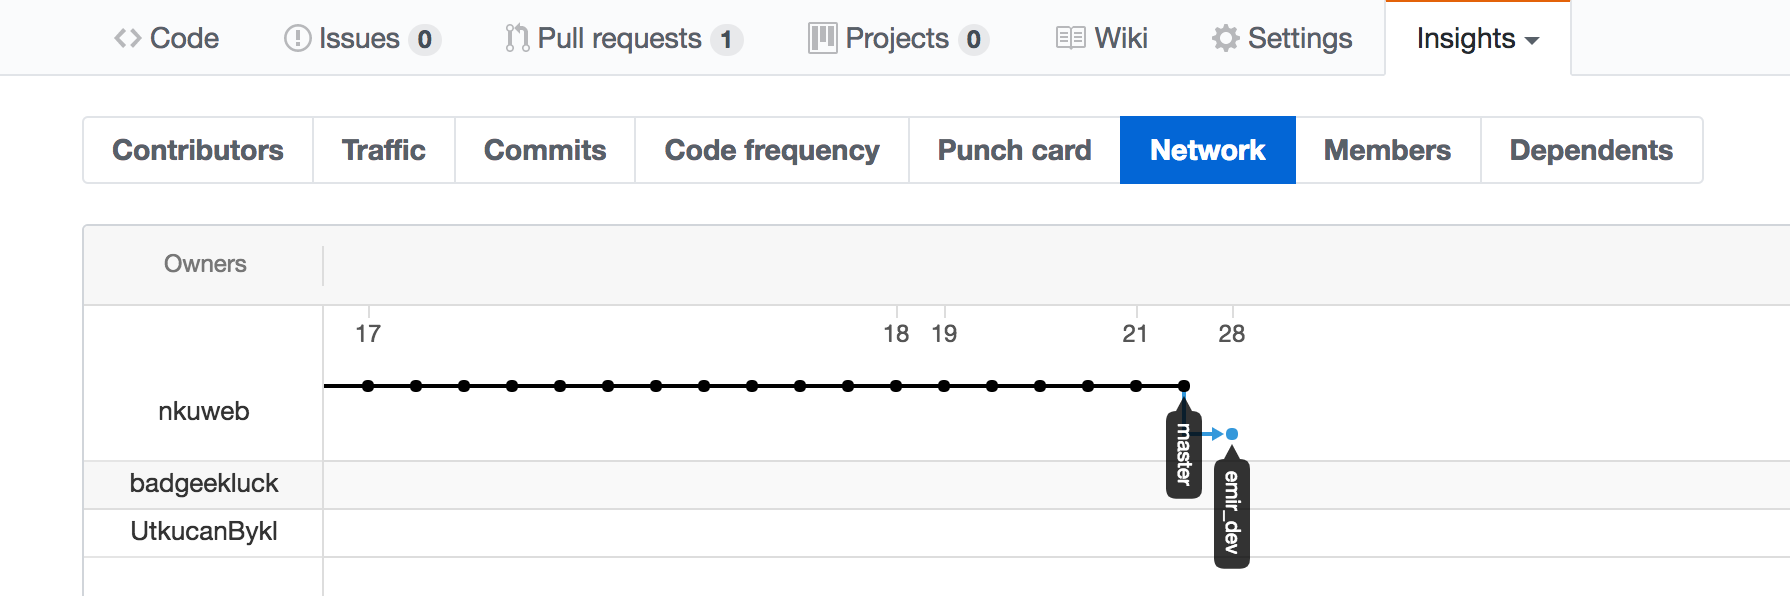 Code Issues 0 Pull requests 1 Projects 0 Wiki Settings Insights
Contributors Traffic Commits Code frequency Punch card Network Members Dependents
Owners
17 18 19 21 28
nkuweb
master
emir_dev
badgeekluck
UtkucanBykl